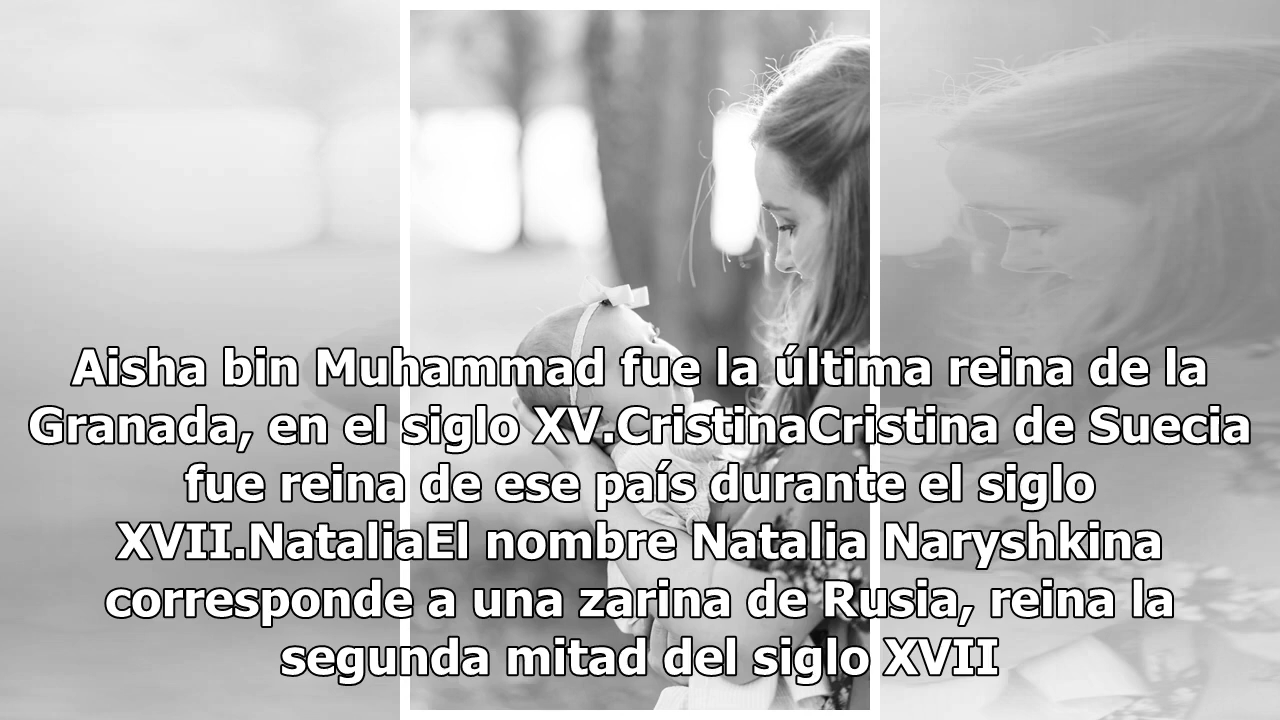 Aisha bin Muhammad fue la última reina de la
Granada, en el siglo XV.CristinaCristina de Suecia
fue reina de ese país durante el siglo
XVII.NataliaEl nombre Natalia Naryshkina
corresponde a una zarina de Rusia, reina la
segunda mitad del siglo XVII